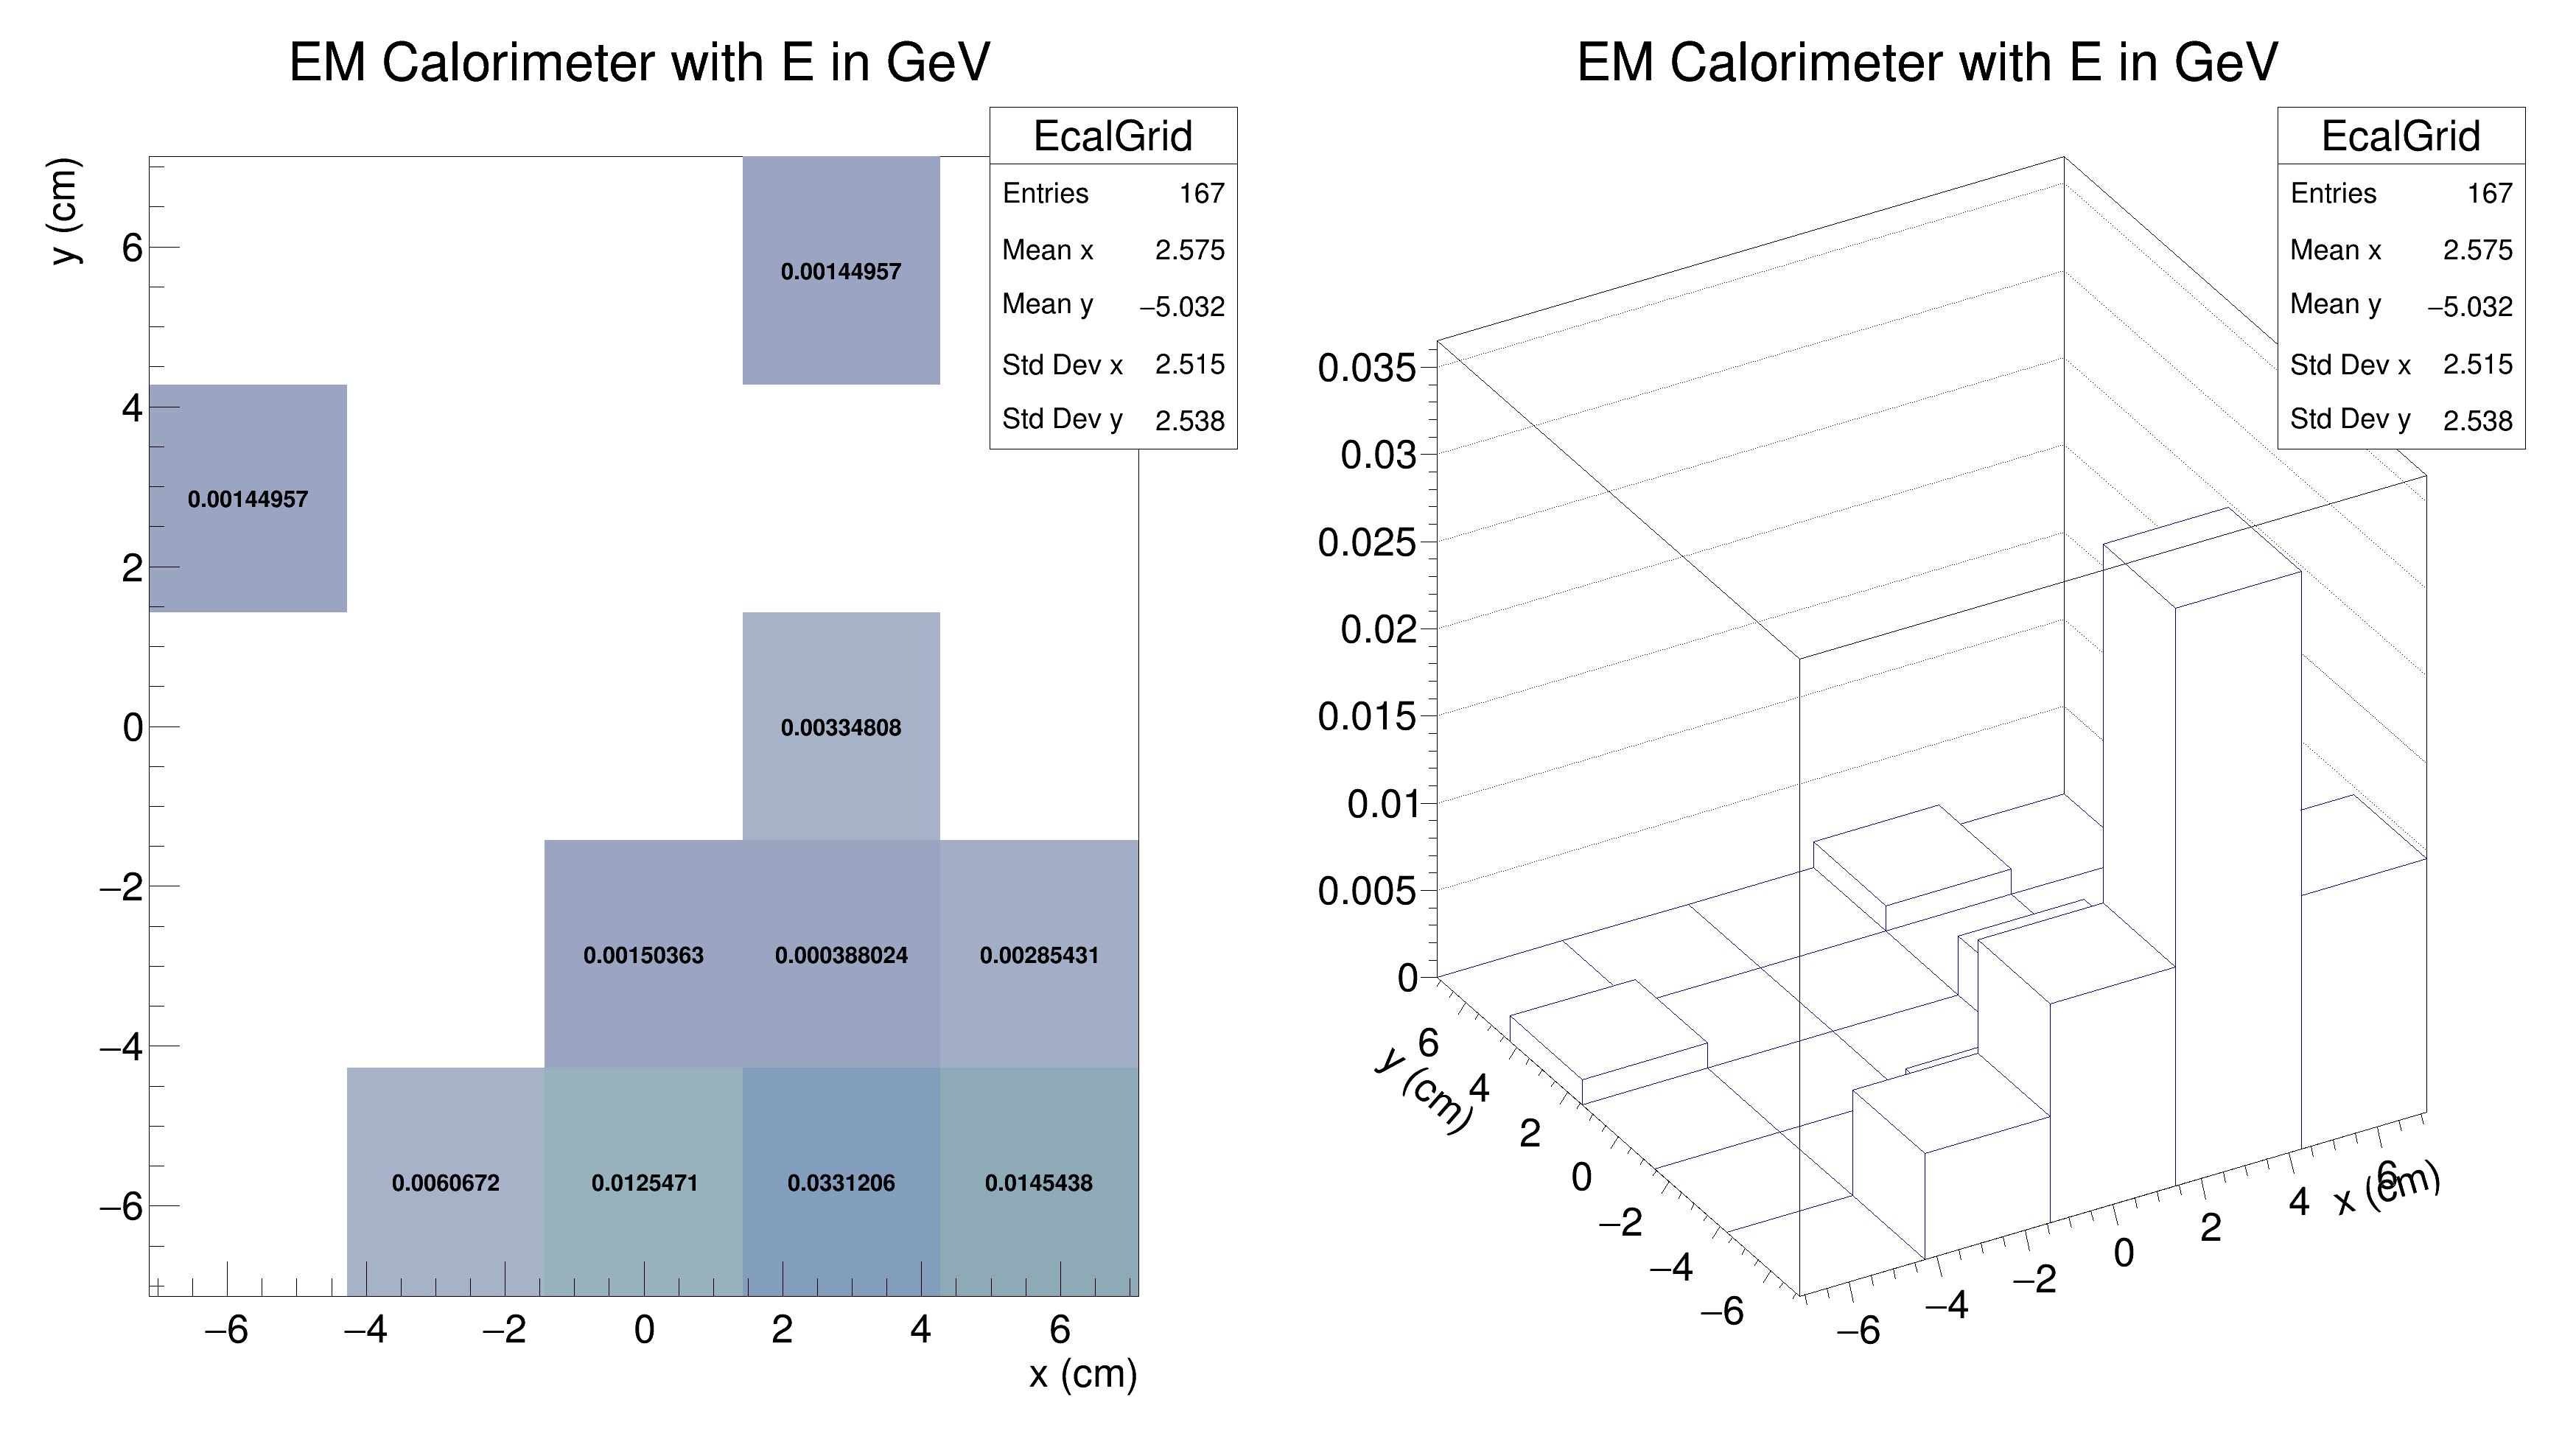 EM Calorimeter with E in GeV
EcalGrid
Entries 167
Mean x 2.575
Mean y −5.032
Std Dev x 2.515
Std Dev y 2.538
y (cm)
6
4
2
0
−2
−4
−6
0.00144957
0.00144957
0.00334808
0.00150363 0.000388024 0.00285431
0.0060672 0.0125471 0.0331206 0.0145438
−6 −4 −2 0 2 4 6
x (cm)
EM Calorimeter with E in GeV
EcalGrid
Entries 167
Mean x 2.575
Mean y −5.032
Std Dev x 2.515
Std Dev y 2.538
0.035
0.03
0.025
0.02
0.015
0.01
0.005
0
6
4
2
0
−2
−4
−6
y (cm)
−6
−4
−2
0
2
4
6
x (cm)